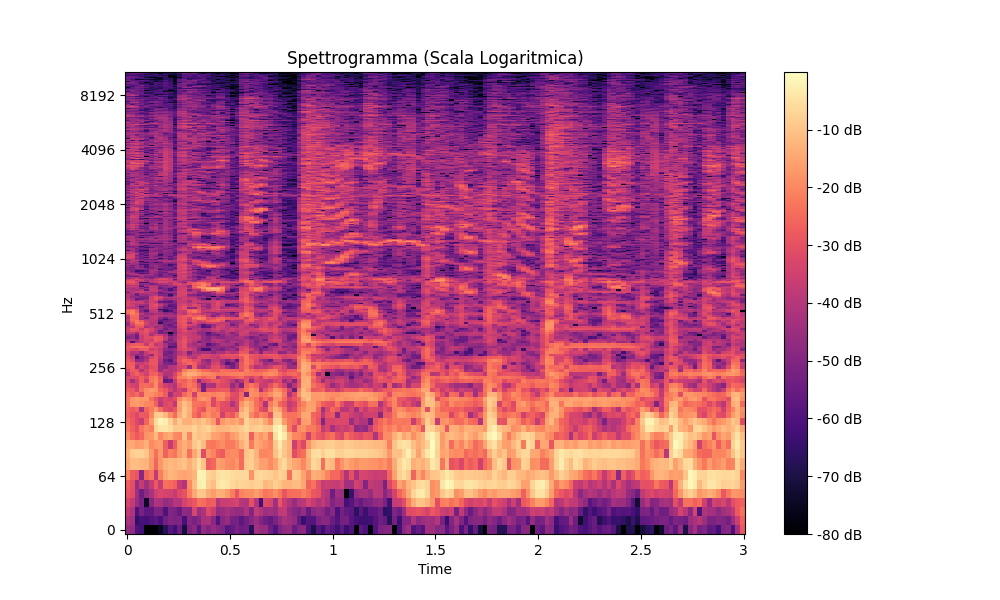 Spettrogramma (Scala Logaritmica)
Hz
8192
4096
2048
1024
512
256
128
64
0
0 0.5 1 1.5 2 2.5 3
Time
-10 dB
-20 dB
-30 dB
-40 dB
-50 dB
-60 dB
-70 dB
-80 dB